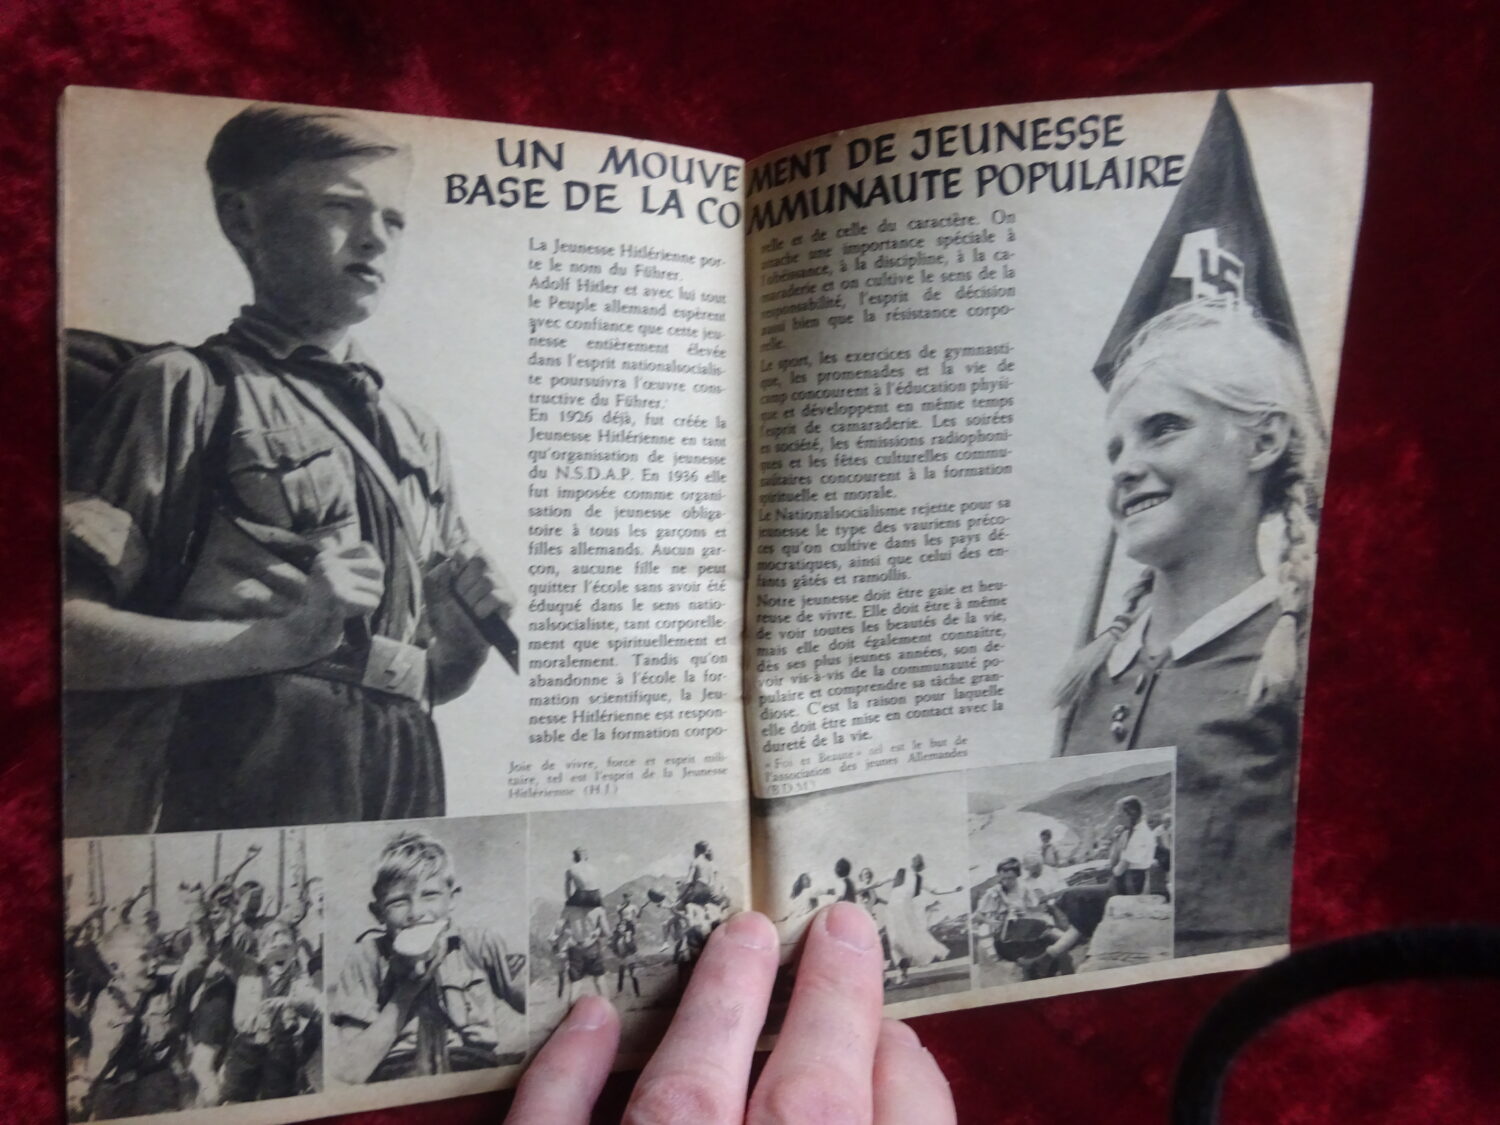 UN MOUVEMENT DE JEUNESSE
BASE DE LA COMMUNAUTE POPULAIRE
La Jeunesse Hitlérienne por-
te le nom du Führer.
Adolf Hitler et avec lui tout
le Peuple allemand espèrent
avec confiance que cette jeu-
nesse entièrement élevée
dans l'esprit nationalsocialis-
te poursuivra l'œuvre cons-
tructive du Führer.
En 1926 déjà, fut créée la
Jeunesse Hitlérienne en tant
qu'organisation de jeunesse
du N.S.D.A.P. En 1936 elle
fut imposée comme organi-
sation de jeunesse obliga-
toire à tous les garçons et
filles allemands. Aucun gar-
çon, aucune fille ne peut
quitter l'école sans avoir été
éduqué dans le sens natio-
nalsocialiste, tant corporelle-
ment que spirituellement et
moralement. Tandis qu'on
abandonne à l'école la for-
mation scientifique, la Jeu-
nesse Hitlérienne est respon-
sable de la formation corpo-
Joie de vivre, force et esprit mili-
taire, tel est l'esprit de la Jeunesse
Hitlérienne (H.J.)
relle et de celle du caractère. On
attache une importance spéciale à
l'obéissance, à la discipline, à la ca-
maraderie et on cultive le sens de la
responsabilité, l'esprit de décision
aussi bien que la résistance corpo-
relle.
Le sport, les exercices de gymnasti-
que, les promenades et la vie de
camp concourent à l'éducation physi-
que et développent en même temps
l'esprit de camaraderie. Les soirées
en société, les émissions radiophoni-
ques et les fêtes culturelles commu-
nautaires concourent à la formation
spirituelle et morale.
Le Nationalsocialisme rejette pour sa
jeunesse le type des vauriens préco-
ces qu'on cultive dans les pays dé-
mocratiques, ainsi que celui des en-
fants gâtés et ramollis.
Notre jeunesse doit être gaie et heu-
reuse de vivre. Elle doit être à même
de voir toutes les beautés de la vie,
mais elle doit également connaître,
dès ses plus jeunes années, son de-
voir vis-à-vis de la communauté po-
pulaire et comprendre sa tâche gran-
diose. C'est la raison pour laquelle
elle doit être mise en contact avec la
dureté de la vie.
« Foi et Beauté » tel est le but de
l'association des jeunes Allemandes
(B.D.M.)